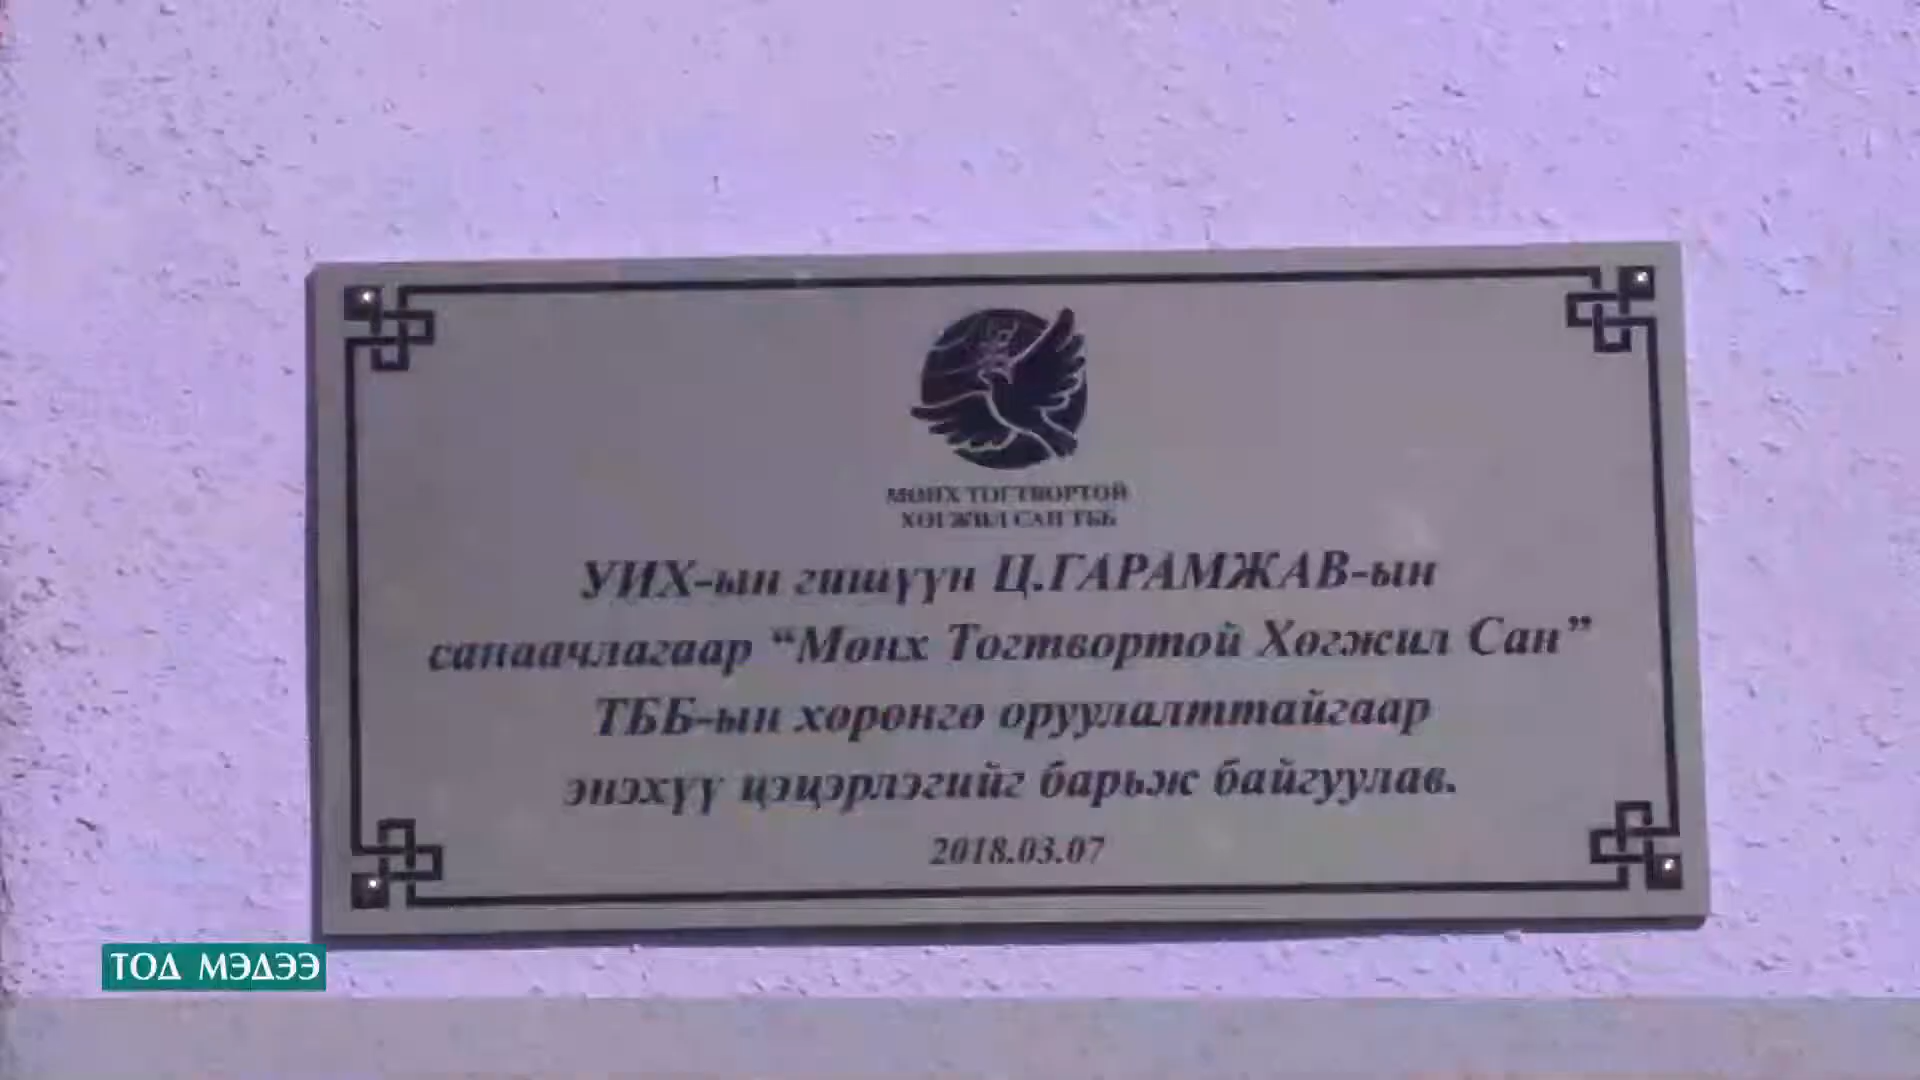 МӨНХ ТОГТВОРТОЙ
ХӨГЖИЛ САН ТББ
УИХ-ын гишүүн Ц.ГАРАМЖАВ-ын
санаачлагаар “Мөнх Тогтвортой Хөгжил Сан”
ТББ-ын хөрөнгө оруулалттайгаар
энэхүү цэцэрлэгийг барьж байгуулав.
2018.03.07
ТОД МЭДЭЭ